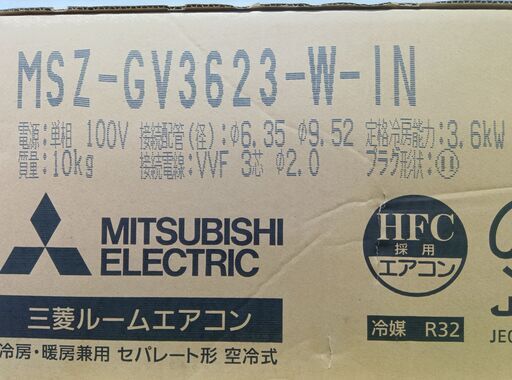 MSZ-GV3623-W-IN
電源:単相 100V 接続配管(径):φ6.35 φ9.52 定格冷房能力:3.6kW
質量:10kg 接続電線:VVF 3芯 φ2.0 プラグ形状:
MITSUBISHI
ELECTRIC
HFC
採用
エアコン
三菱ルームエアコン
冷媒 R32
冷房・暖房兼用 セパレート形 空冷式